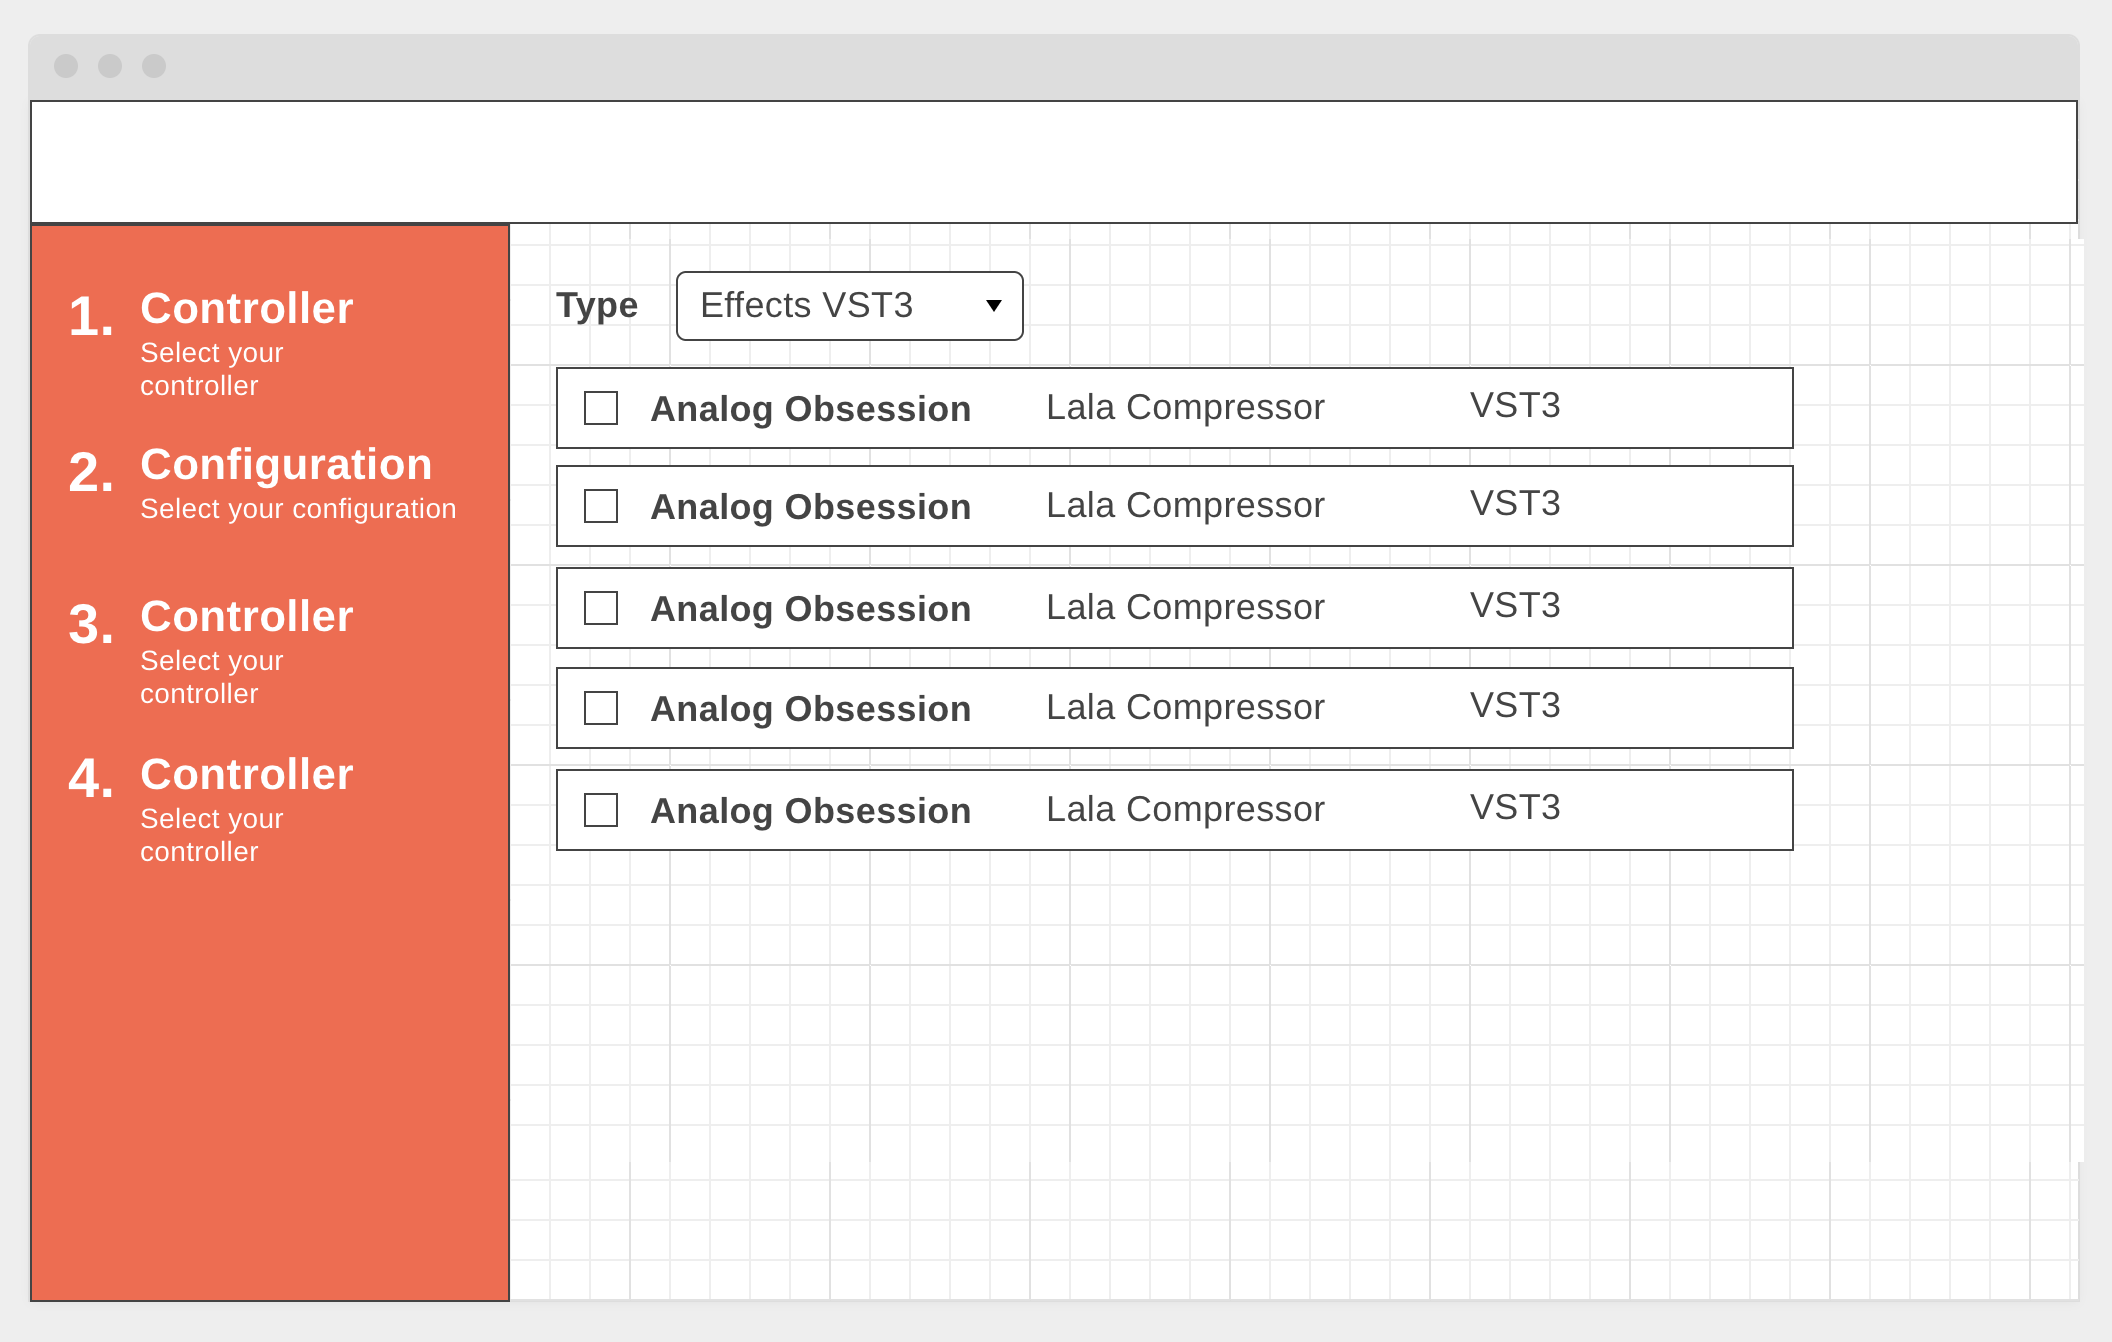 1. Controller
Select your
controller
2. Configuration
Select your configuration
3. Controller
Select your
controller
4. Controller
Select your
controller
Type Effects VST3
Analog Obsession Lala Compressor VST3
Analog Obsession Lala Compressor VST3
Analog Obsession Lala Compressor VST3
Analog Obsession Lala Compressor VST3
Analog Obsession Lala Compressor VST3